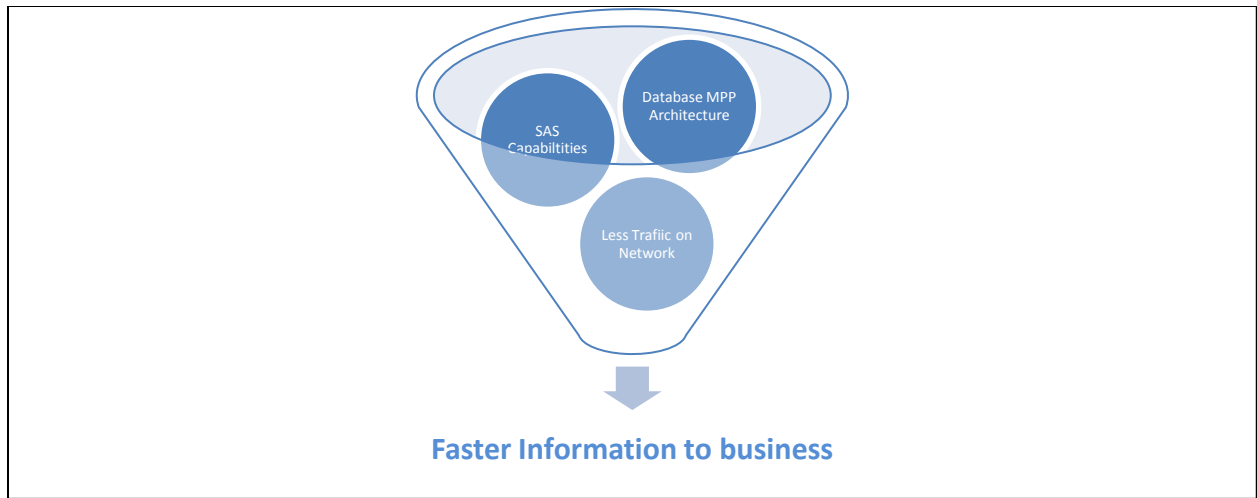 Database MPP
Architecture
SAS
Capabiltities
Less Trafiic on
Network
Faster Information to business